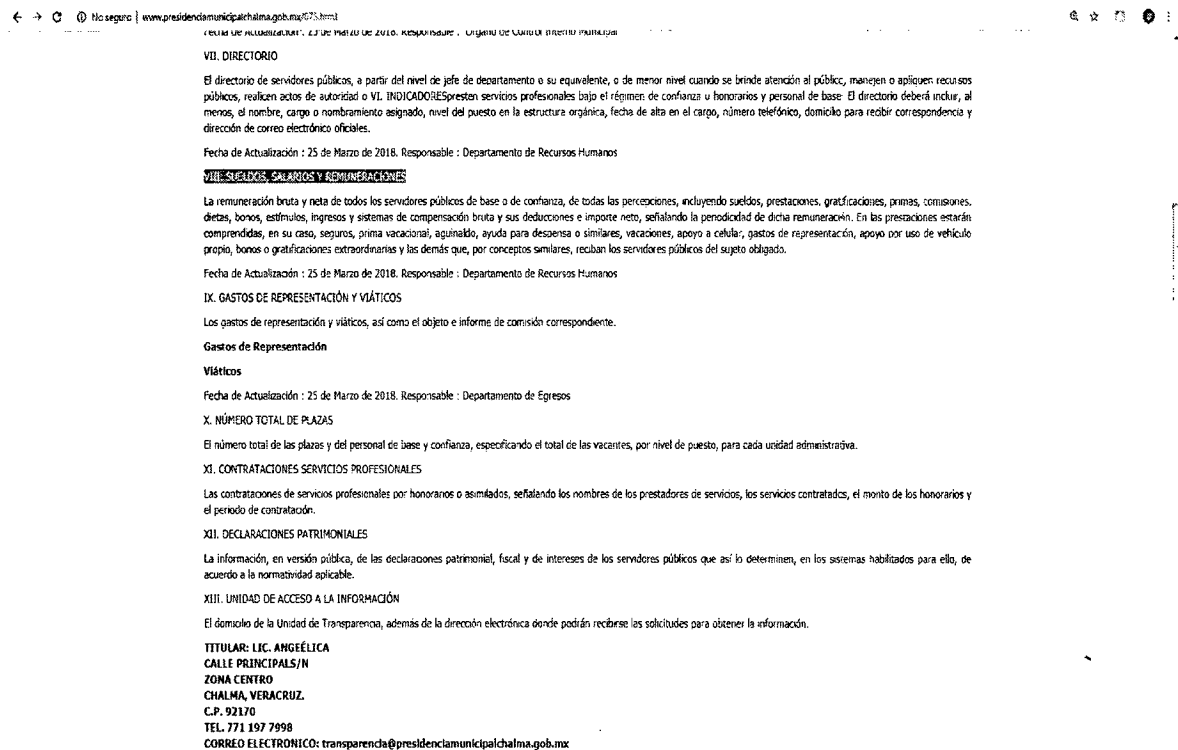 No seguro | www.presidenciamunicipalchalma.gob.mx/075.html
Fecha de Actualización : 25 de Marzo de 2018. Responsable : Órgano de Control Interno Municipal
VII. DIRECTORIO
El directorio de servidores públicos, a partir del nivel de jefe de departamento o su equivalente, o de menor nivel cuando se brinde atención al público, manejen o apliquen recursos
públicos, realicen actos de autoridad o VI. INDICADORESpresten servicios profesionales bajo el régimen de confianza u honorarios y personal de base. El directorio deberá incluir, al
menos, el nombre, cargo o nombramiento asignado, nivel del puesto en la estructura orgánica, fecha de alta en el cargo, número telefónico, domicilio para recibir correspondencia y
dirección de correo electrónico oficiales.
Fecha de Actualización : 25 de Marzo de 2018. Responsable : Departamento de Recursos Humanos
VIII. SUELDOS, SALARIOS Y REMUNERACIONES
La remuneración bruta y neta de todos los servidores públicos de base o de confianza, de todas las percepciones, incluyendo sueldos, prestaciones, gratificaciones, primas, comisiones,
dietas, bonos, estímulos, ingresos y sistemas de compensación bruta y sus deducciones e importe neto, señalando la periodicidad de dicha remuneración. En las prestaciones estarán
comprendidas, en su caso, seguros, prima vacacional, aguinaldo, ayuda para despensa o similares, vacaciones, apoyo a celular, gastos de representación, apoyo por uso de vehículo
propio, bonos o gratificaciones extraordinarias y las demás que, por conceptos similares, reciban los servidores públicos del sujeto obligado.
Fecha de Actualización : 25 de Marzo de 2018. Responsable : Departamento de Recursos Humanos
IX. GASTOS DE REPRESENTACIÓN Y VIÁTICOS
Los gastos de representación y viáticos, así como el objeto e informe de comisión correspondiente.
Gastos de Representación
Viáticos
Fecha de Actualización : 25 de Marzo de 2018. Responsable : Departamento de Egresos
X. NÚMERO TOTAL DE PLAZAS
El número total de las plazas y del personal de base y confianza, especificando el total de las vacantes, por nivel de puesto, para cada unidad administrativa.
XI. CONTRATACIONES SERVICIOS PROFESIONALES
Las contrataciones de servicios profesionales por honorarios o asimilados, señalando los nombres de los prestadores de servicios, los servicios contratados, el monto de los honorarios y
el periodo de contratación.
XII. DECLARACIONES PATRIMONIALES
La información, en versión pública, de las declaraciones patrimonial, fiscal y de intereses de los servidores públicos que así lo determinen, en los sistemas habilitados para ello, de
acuerdo a la normatividad aplicable.
XIII. UNIDAD DE ACCESO A LA INFORMACIÓN
El domicilio de la Unidad de Transparencia, además de la dirección electrónica donde podrán recibirse las solicitudes para obtener la información.
TITULAR: LIC. ANGEÉLICA
CALLE PRINCIPALS/N
ZONA CENTRO
CHALMA, VERACRUZ.
C.P. 92170
TEL. 771 197 7998
CORREO ELECTRONICO: transparencia@presidenciamunicipalchalma.gob.mx